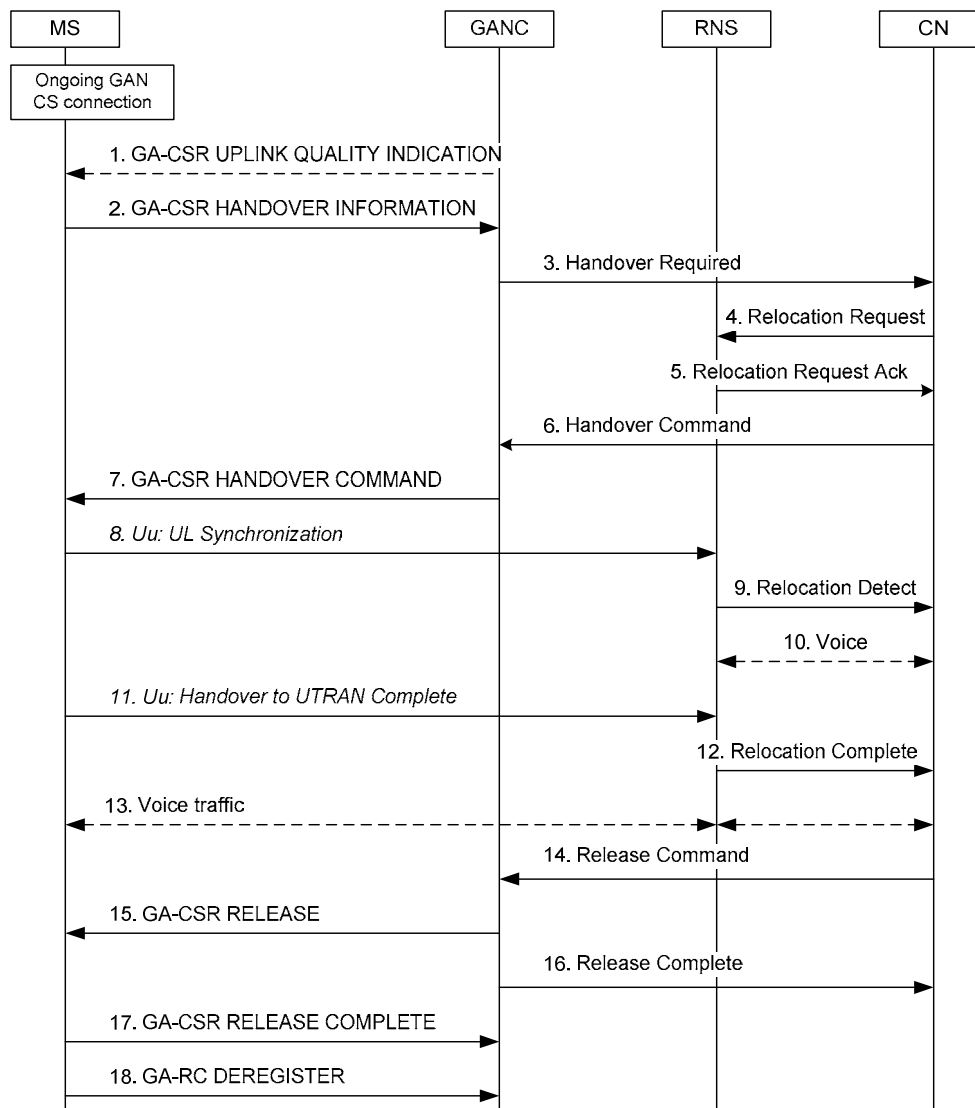 MS
GANC
RNS
CN
Ongoing GAN
CS connection
1. GA-CSR UPLINK QUALITY INDICATION
2. GA-CSR HANDOVER INFORMATION
3. Handover Required
4. Relocation Request
5. Relocation Request Ack
6. Handover Command
7. GA-CSR HANDOVER COMMAND
8. Uu: UL Synchronization
9. Relocation Detect
10. Voice
11. Uu: Handover to UTRAN Complete
12. Relocation Complete
13. Voice traffic
14. Release Command
15. GA-CSR RELEASE
16. Release Complete
17. GA-CSR RELEASE COMPLETE
18. GA-RC DEREGISTER